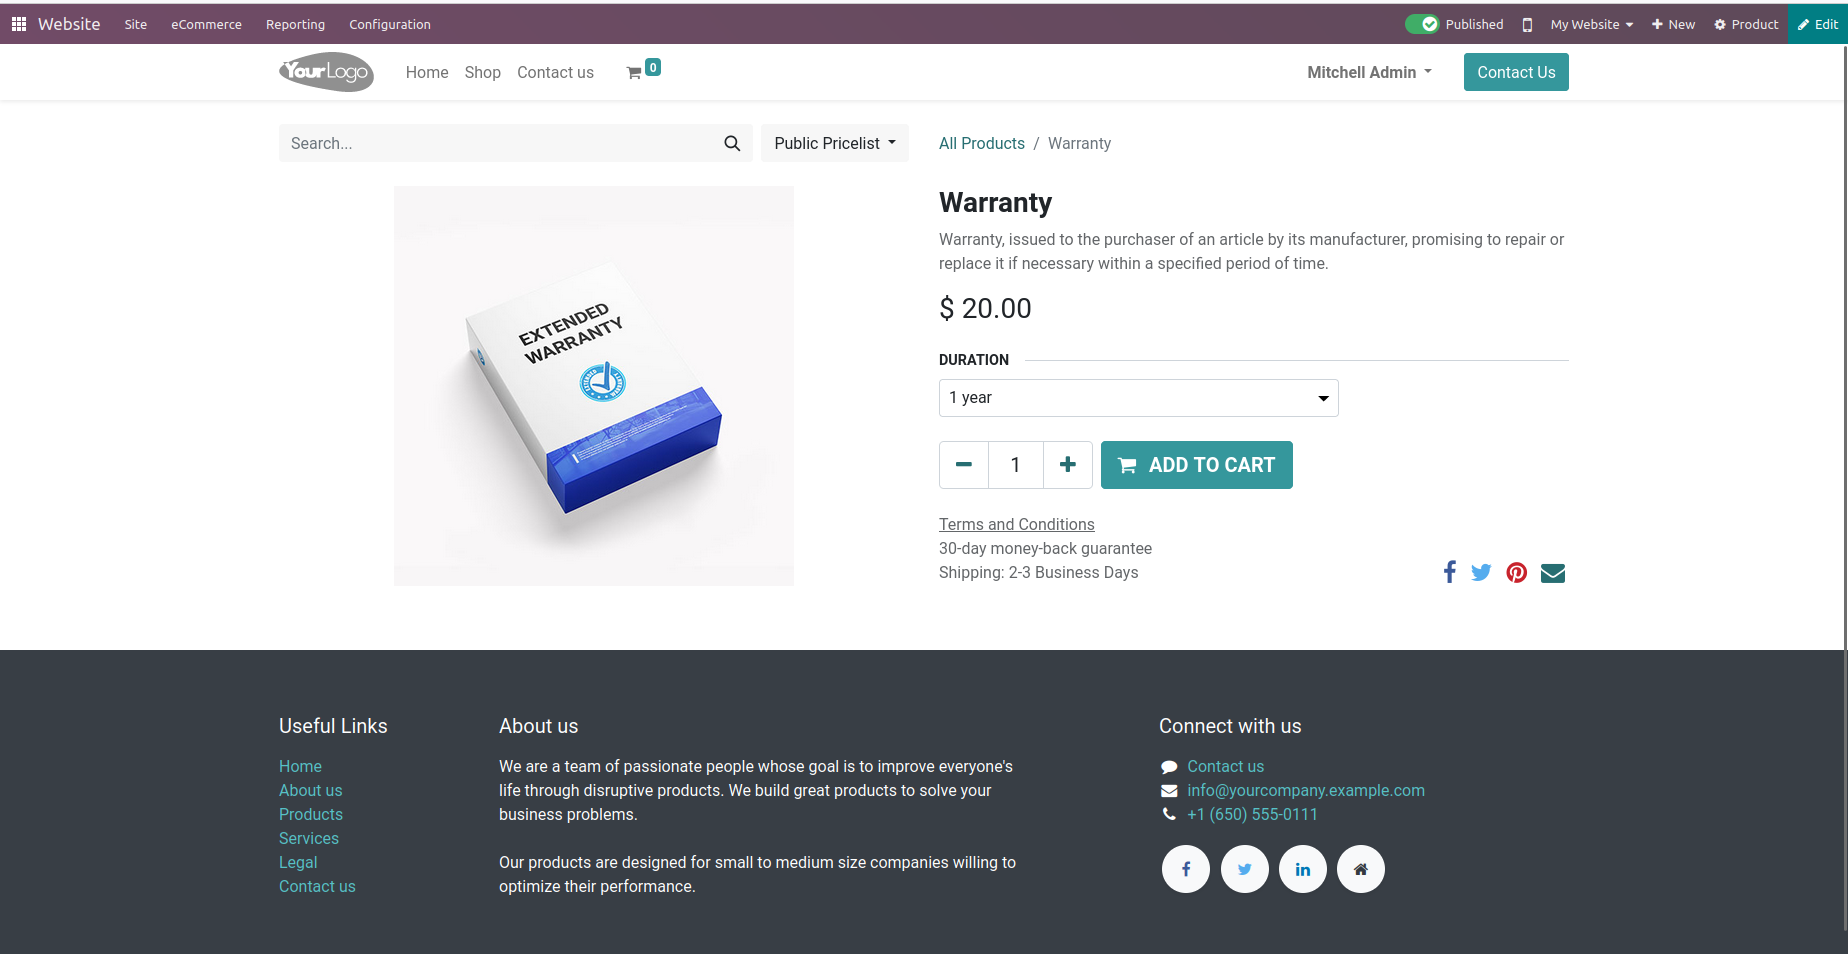 Website Site eCommerce Reporting Configuration Published My Website New Product Edit
YourLogo Home Shop Contact us 0 Mitchell Admin Contact Us
Search... Public Pricelist All Products / Warranty
EXTENDED
WARRANTY
Warranty
Warranty, issued to the purchaser of an article by its manufacturer, promising to repair or
replace it if necessary within a specified period of time.
$ 20.00
DURATION
1 year
1 ADD TO CART
Terms and Conditions
30-day money-back guarantee
Shipping: 2-3 Business Days
Useful Links
Home
About us
Products
Services
Legal
Contact us
About us
We are a team of passionate people whose goal is to improve everyone's
life through disruptive products. We build great products to solve your
business problems.
Our products are designed for small to medium size companies willing to
optimize their performance.
Connect with us
Contact us
info@yourcompany.example.com
+1 (650) 555-0111